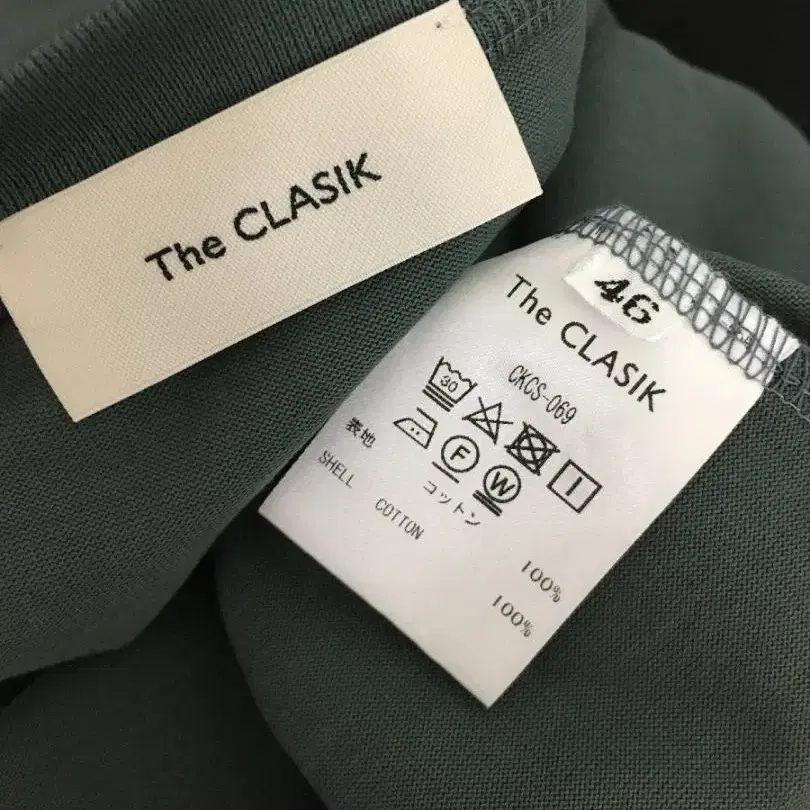 The CLASIK
46
The CLASIK
CKCS-069
30
F W
表地 コットン 100%
SHELL COTTON 100%